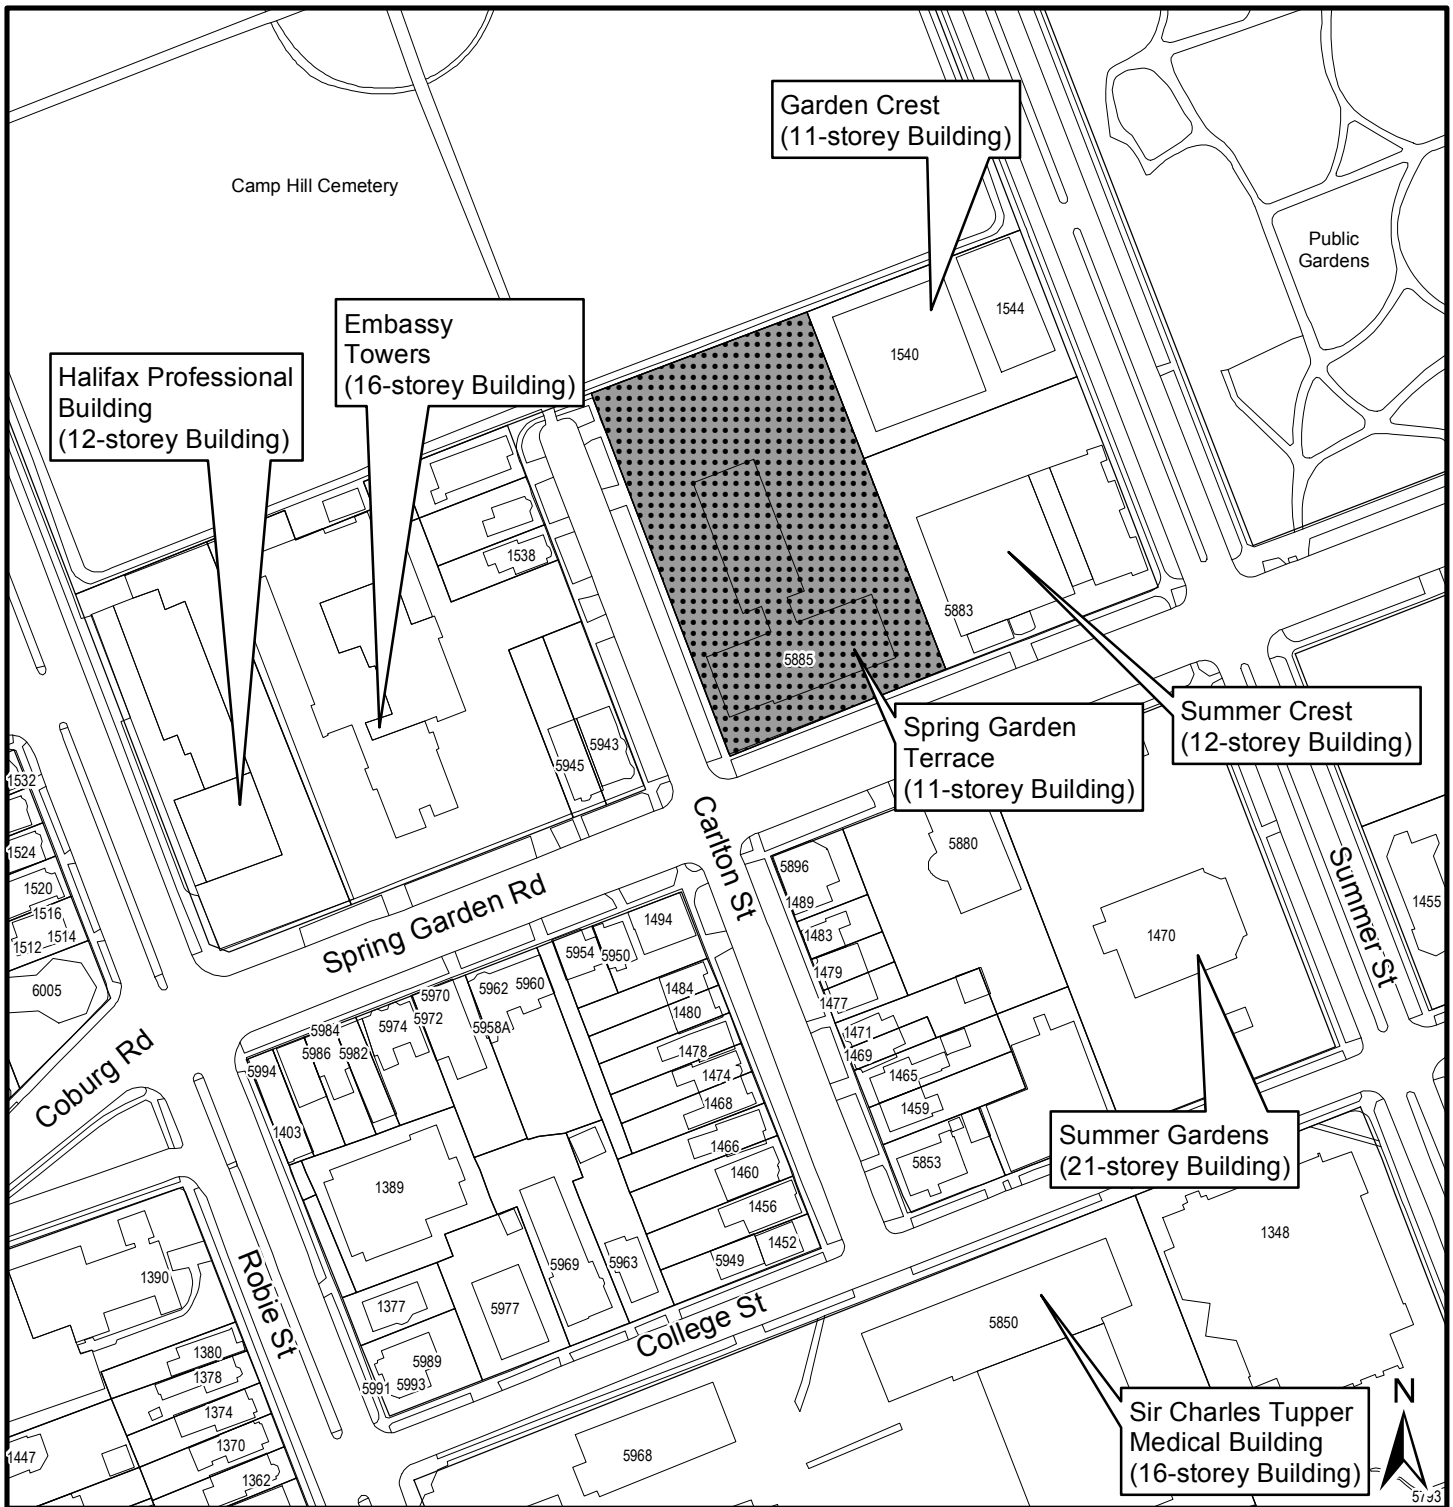 Garden Crest
(11-storey Building)
Camp Hill Cemetery
Public
Gardens
1544
1540
Embassy
Towers
(16-storey Building)
Halifax Professional
Building
(12-storey Building)
1538
5883
5885
Spring Garden
Terrace
(11-storey Building)
Summer Crest
(12-storey Building)
5943
5945
1532
1524
1520
1516
1514
1512
6005
Carlton St
Spring Garden Rd
Coburg Rd
Summer St
5896
5880
1489
1483
1479
1477
1471
1469
1465
1459
5853
1470
1455
1494
5954
5950
5960
5962
5970
5972
5958A
5974
5984
5986
5982
5994
1403
1484
1480
1478
1474
1468
1466
1460
1456
1452
5949
Summer Gardens
(21-storey Building)
1389
1348
1390
Robie St
1377
5977
5969
5963
College St
5850
5989
5993
5991
1380
1378
1374
1370
1362
1447
5968
Sir Charles Tupper
Medical Building
(16-storey Building)
N
5793